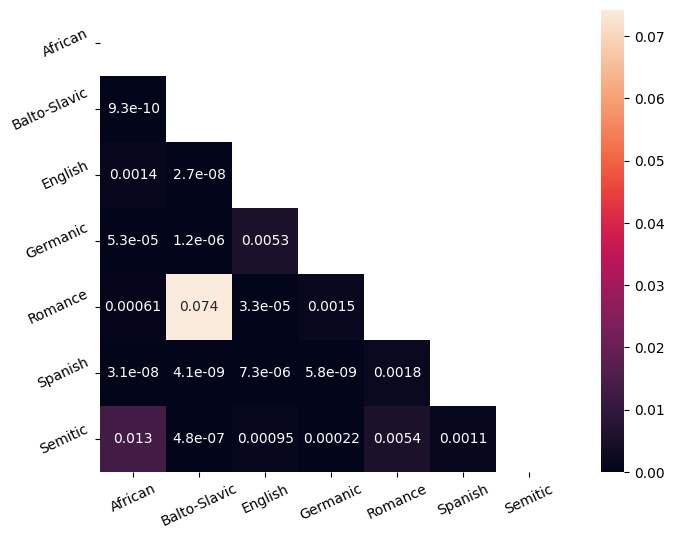 African
0.07
Balto-Slavic 9.3e-10
0.06
English 0.0014 2.7e-08
0.05
Germanic 5.3e-05 1.2e-06 0.0053
0.04
Romance 0.00061 0.074 3.3e-05 0.0015
0.03
Spanish 3.1e-08 4.1e-09 7.3e-06 5.8e-09 0.0018
0.02
Semitic 0.013 4.8e-07 0.00095 0.00022 0.0054 0.0011
0.01
0.00
African Balto-Slavic English Germanic Romance Spanish Semitic